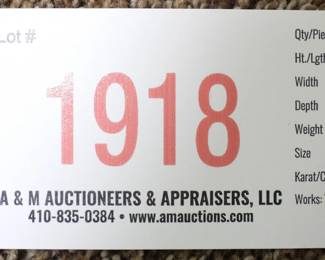 Lot #
1918
A & M AUCTIONEERS & APPRAISERS, LLC
410-835-0384 • www.amauctions.com
Qty/Pie
Ht./Lgth
Width
Depth
Weight
Size
Karat/C
Works: